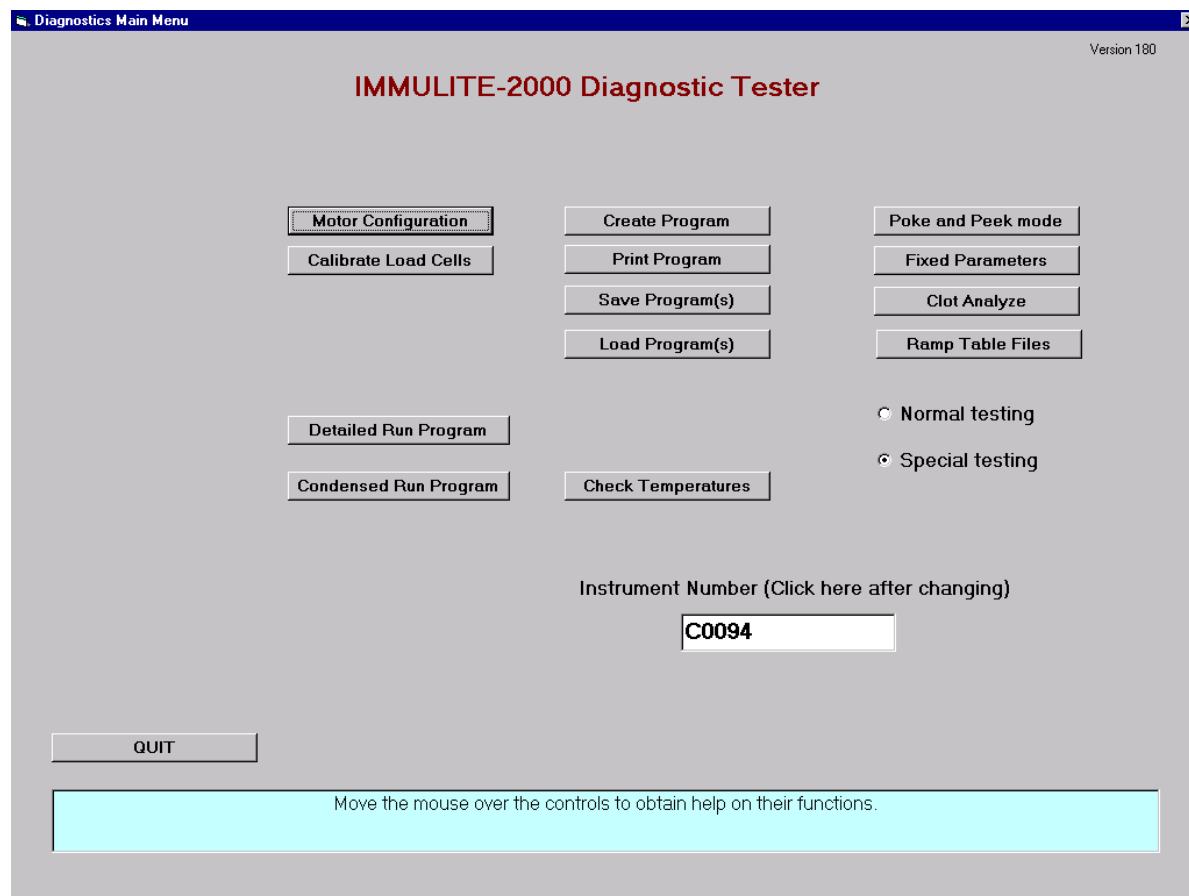 Diagnostics Main Menu
Version 180
IMMULITE-2000 Diagnostic Tester
Motor Configuration
Create Program
Poke and Peek mode
Calibrate Load Cells
Print Program
Fixed Parameters
Save Program(s)
Clot Analyze
Load Program(s)
Ramp Table Files
Normal testing
Detailed Run Program
Special testing
Condensed Run Program
Check Temperatures
Instrument Number (Click here after changing)
C0094
QUIT
Move the mouse over the controls to obtain help on their functions.